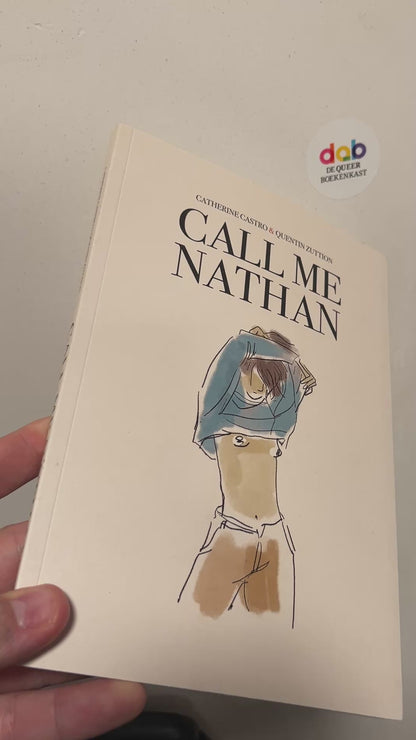 dqb
DE QUEER
BOEKENKAST
CATHERINE CASTRO & QUENTIN ZUTTION
CALL ME
NATHAN